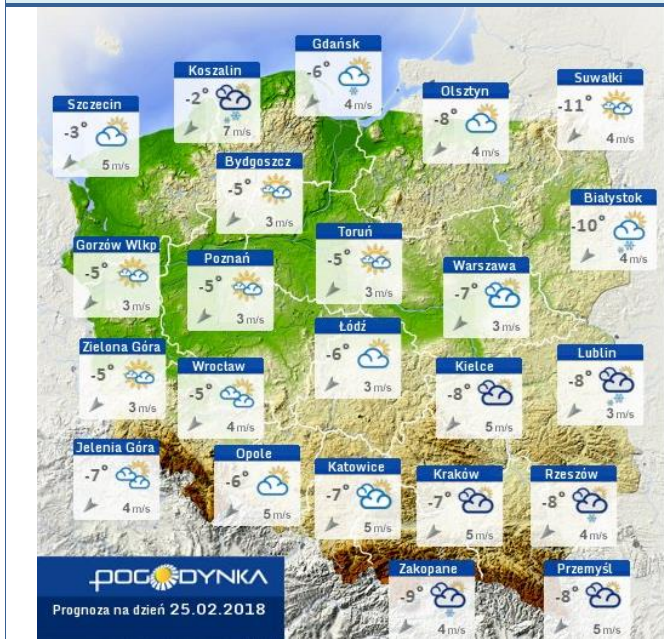 Gdańsk
-6°
4 m/s
Koszalin
-2°
7 m/s
Szczecin
-3°
5 m/s
Olsztyn
-8°
4 m/s
Suwałki
-11°
4 m/s
Bydgoszcz
-5°
3 m/s
Białystok
-10°
4 m/s
Gorzów Wlkp
-5°
3 m/s
Poznań
-5°
3 m/s
Toruń
-5°
3 m/s
Warszawa
-7°
3 m/s
Zielona Góra
-5°
3 m/s
Wrocław
-5°
4 m/s
Łódź
-6°
3 m/s
Kielce
-8°
5 m/s
Lublin
-8°
3 m/s
Jelenia Góra
-7°
4 m/s
Opole
-6°
5 m/s
Katowice
-7°
5 m/s
Kraków
-7°
5 m/s
Rzeszów
-8°
4 m/s
Zakopane
-9°
4 m/s
Przemyśl
-8°
5 m/s
POGODYNKA
Prognoza na dzień 25.02.2018